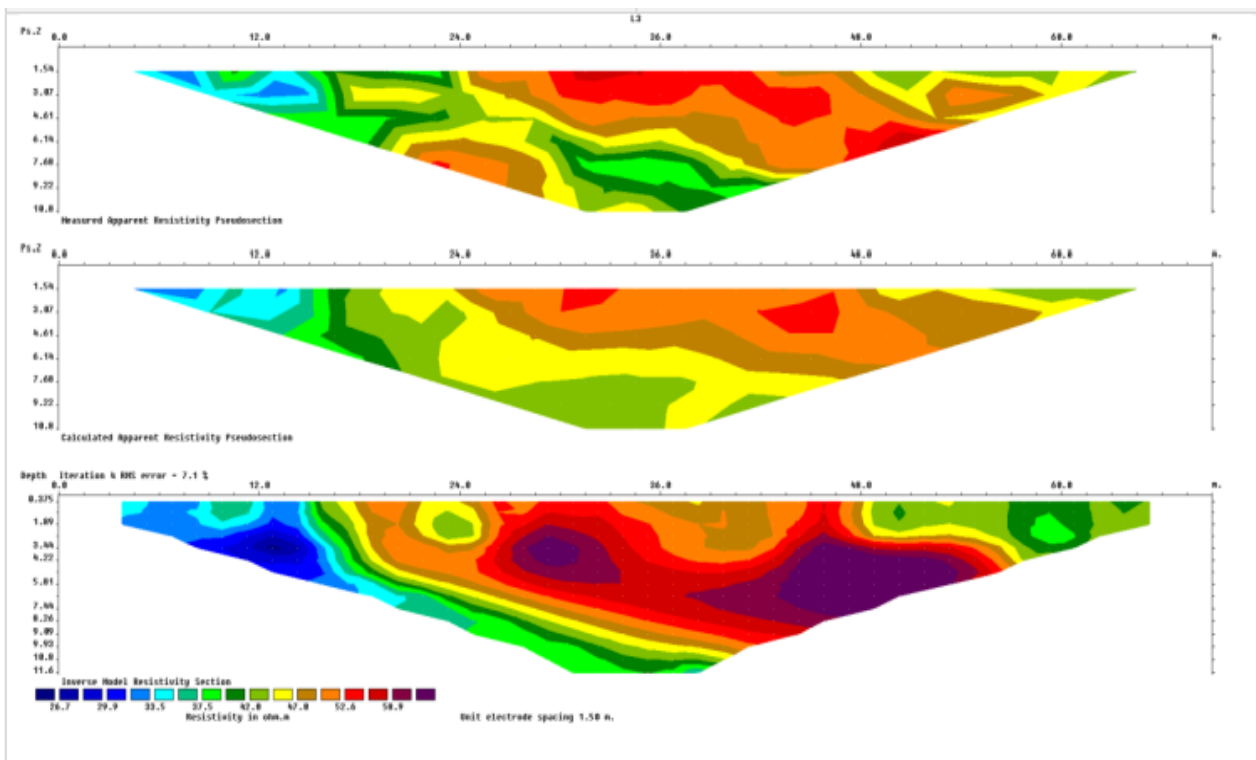 L3
Ps.Z 0.0 12.0 24.0 36.0 48.0 60.0 m.
1.54
3.07
4.61
6.14
7.68
9.22
10.8
Measured Apparent Resistivity Pseudosection
Ps.Z 0.0 12.0 24.0 36.0 48.0 60.0 m.
1.54
3.07
4.61
6.14
7.68
9.22
10.8
Calculated Apparent Resistivity Pseudosection
Depth Iteration 4 RMS error = 7.1 %
0.0 12.0 24.0 36.0 48.0 60.0 m.
0.375
3.44
4.22
5.01
7.44
8.26
9.09
9.93
10.8
11.6
Inverse Model Resistivity Section
26.7 29.9 33.5 37.5 42.0 47.0 52.6 58.9
Resistivity in ohm.m
Unit electrode spacing 1.50 m.